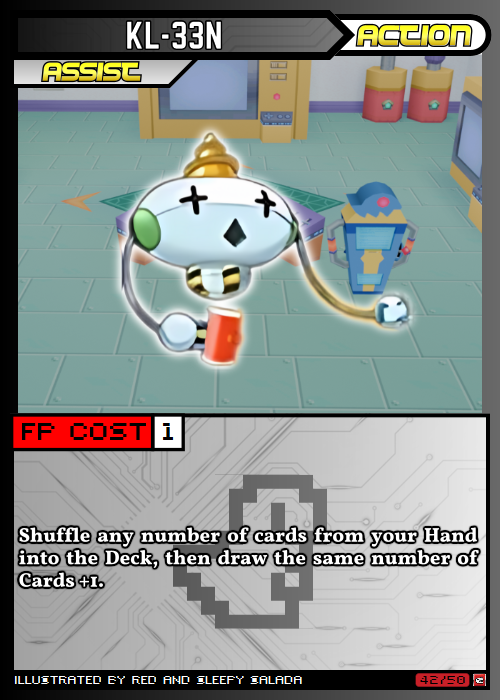 KL-33N
ACTION
ASSIST
FP COST 1
Shuffle any number of cards from your Hand
into the Deck, then draw the same number of
Cards +1.
ILLUSTRATED BY RED AND SLEEPY SALADA
42/50